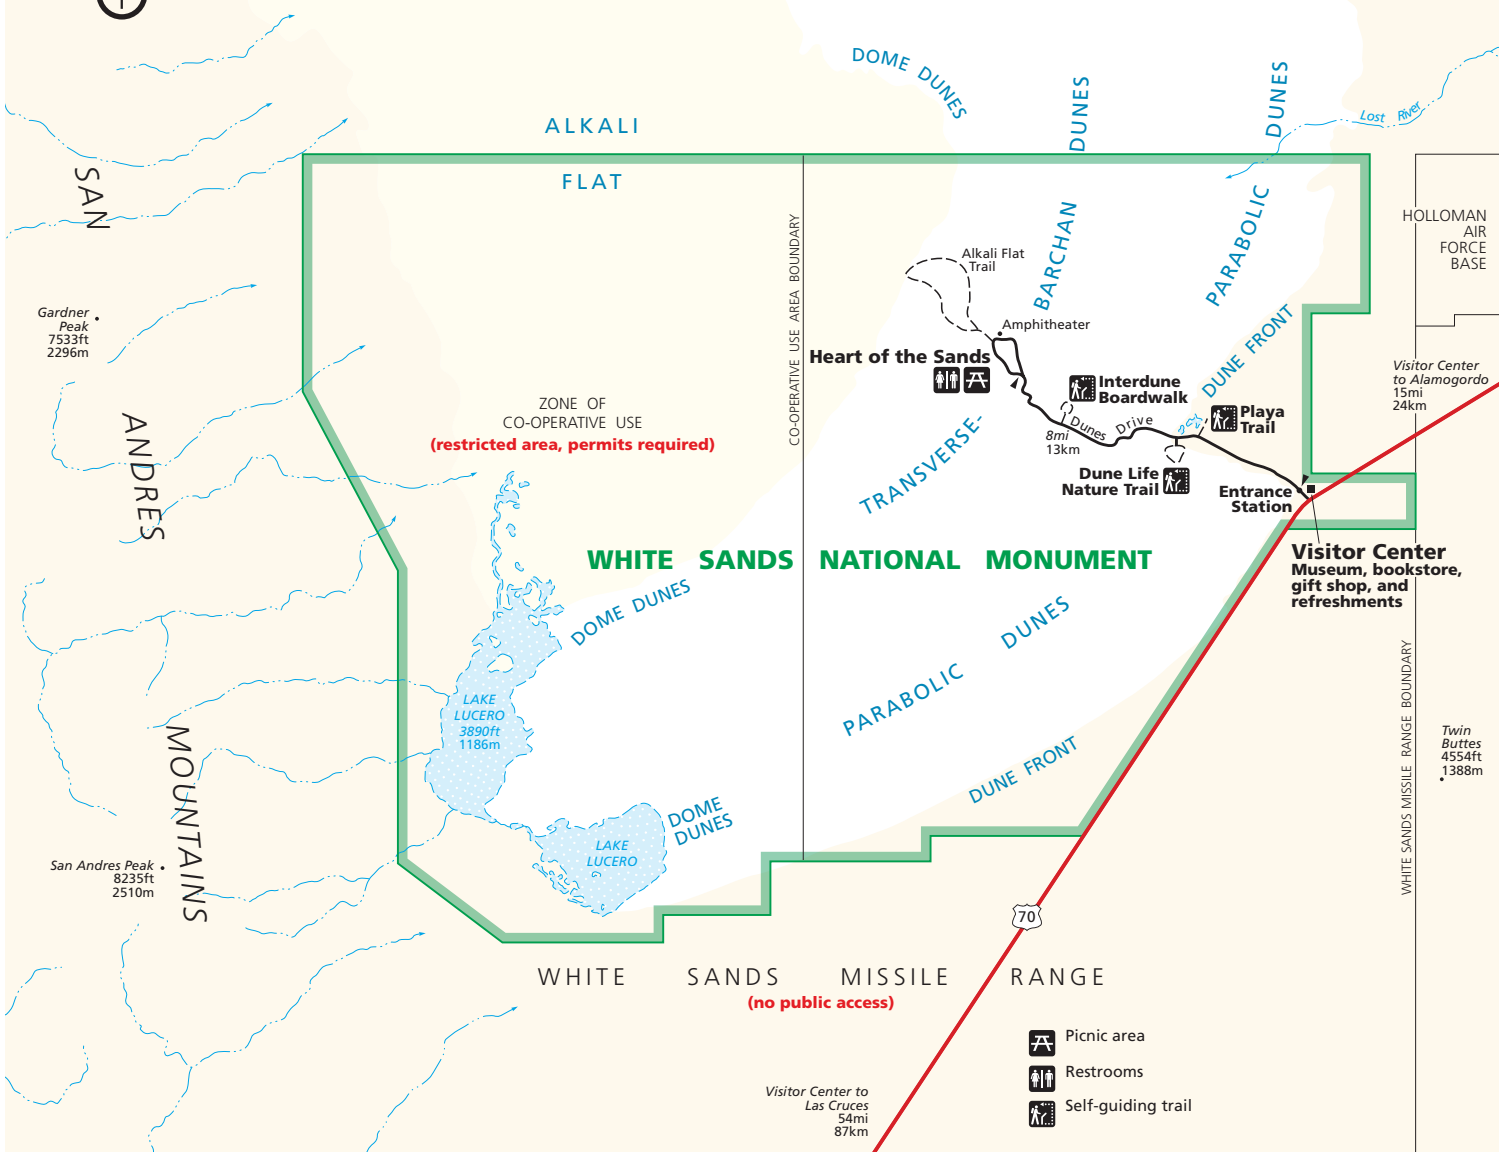 DOME DUNES
DUNES
DUNES
Lost River
ALKALI
FLAT
SAN
ANDRES
MOUNTAINS
HOLLOMAN
AIR
FORCE
BASE
BARCHAN
PARABOLIC
CO-OPERATIVE USE AREA BOUNDARY
Alkali Flat
Trail
Amphitheater
Gardner
Peak
7533ft
2296m
Heart of the Sands
DUNE FRONT
Visitor Center
to Alamogordo
15mi
24km
Interdune
Boardwalk
Playa
Trail
Dunes Drive
8mi
13km
ZONE OF
CO-OPERATIVE USE
(restricted area, permits required)
TRANSVERSE-
Dune Life
Nature Trail
Entrance
Station
WHITE SANDS NATIONAL MONUMENT
Visitor Center
Museum, bookstore,
gift shop, and
refreshments
DOME DUNES
PARABOLIC DUNES
LAKE
LUCERO
3890ft
1186m
DUNE FRONT
WHITE SANDS MISSILE RANGE BOUNDARY
Twin
Buttes
4554ft
1388m
DOME
DUNES
LAKE
LUCERO
San Andres Peak
8235ft
2510m
70
WHITE SANDS MISSILE RANGE
(no public access)
Picnic area
Restrooms
Self-guiding trail
Visitor Center to
Las Cruces
54mi
87km